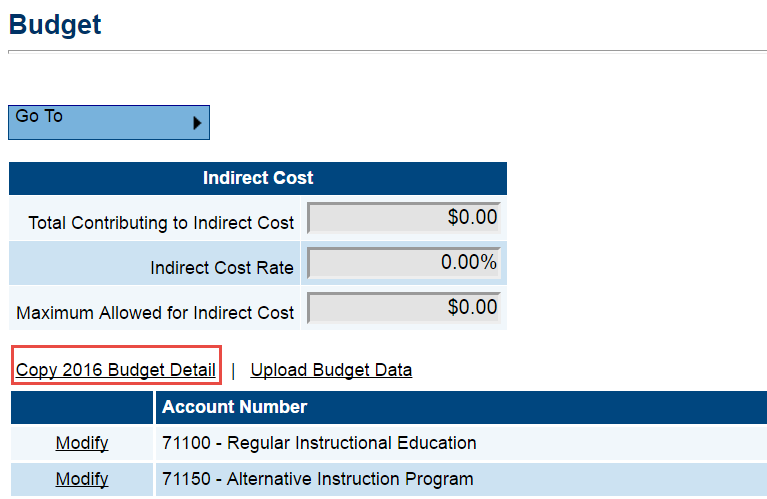 Budget
Go To
Indirect Cost
Total Contributing to Indirect Cost $0.00
Indirect Cost Rate 0.00%
Maximum Allowed for Indirect Cost $0.00
Copy 2016 Budget Detail | Upload Budget Data
Account Number
Modify 71100 - Regular Instructional Education
Modify 71150 - Alternative Instruction Program